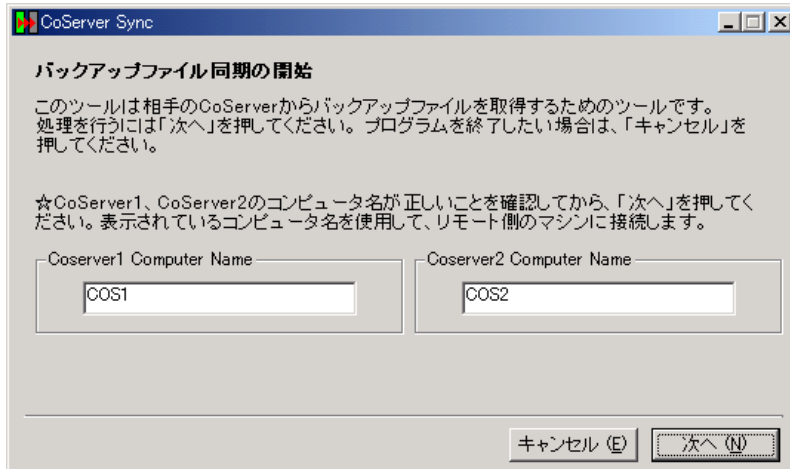 CoServer Sync
バックアップファイル同期の開始
このツールは相手のCoServerからバックアップファイルを取得するためのツールです。
処理を行うには「次へ」を押してください。プログラムを終了したい場合は、「キャンセル」を
押してください。
☆CoServer1、CoServer2のコンピュータ名が正しいことを確認してから、「次へ」を押してく
ださい。表示されているコンピュータ名を使用して、リモート側のマシンに接続します。
Coserver1 Computer Name
Coserver2 Computer Name
COS1
COS2
キャンセル (E)
次へ (N)